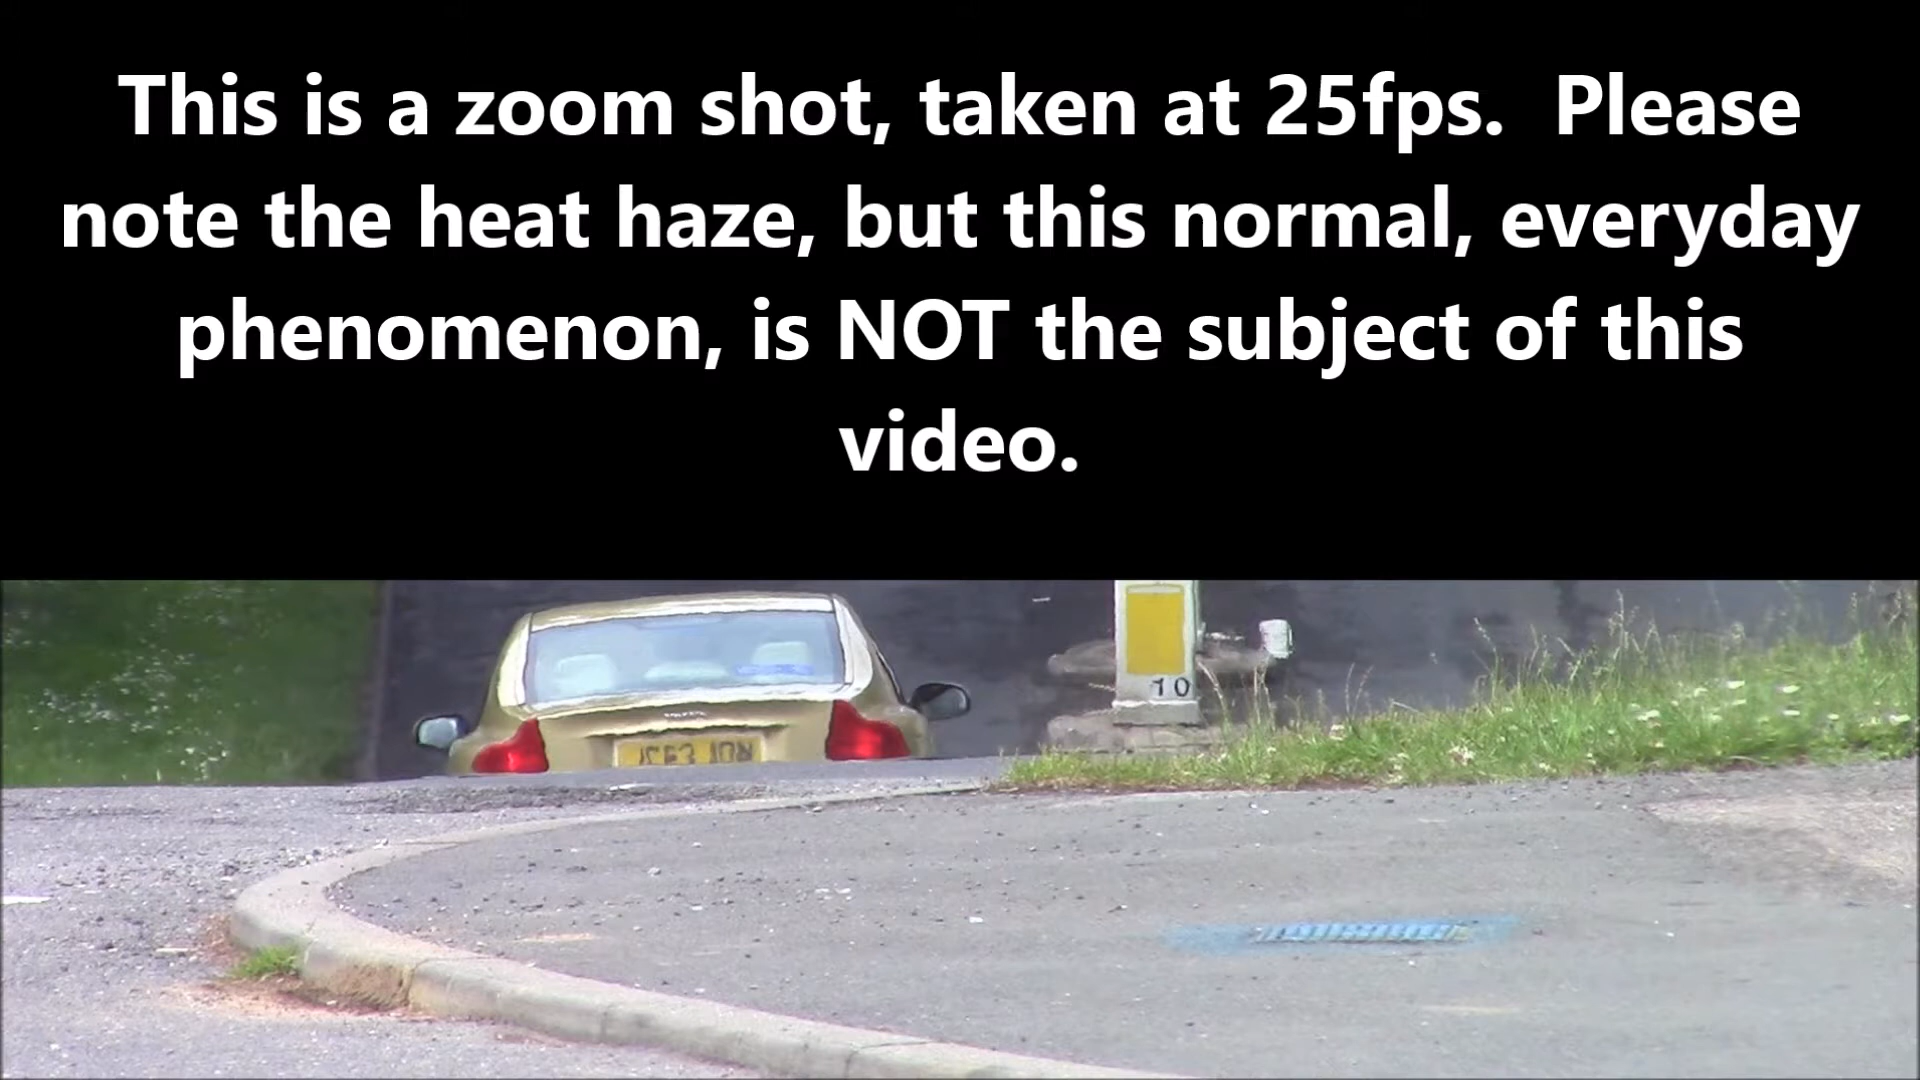 This is a zoom shot, taken at 25fps.  Please
note the heat haze, but this normal, everyday
phenomenon, is NOT the subject of this
video.
10